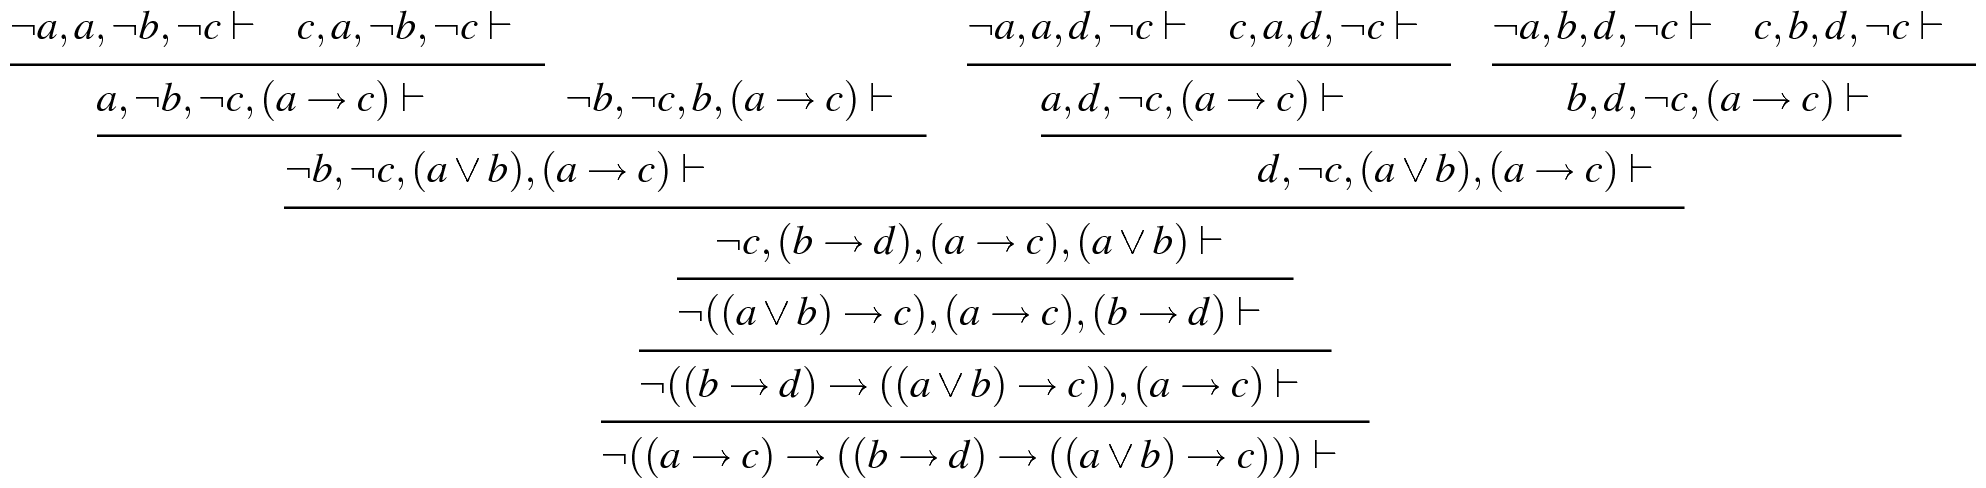 ¬a,a,¬b,¬c ⊢ c,a,¬b,¬c ⊢ ¬a,a,d,¬c ⊢ c,a,d,¬c ⊢ ¬a,b,d,¬c ⊢ c,b,d,¬c ⊢
a,¬b,¬c,(a → c) ⊢ ¬b,¬c,b,(a → c) ⊢ a,d,¬c,(a → c) ⊢ b,d,¬c,(a → c) ⊢
¬b,¬c,(a ∨ b),(a → c) ⊢ d,¬c,(a ∨ b),(a → c) ⊢
¬c,(b → d),(a → c),(a ∨ b) ⊢
¬((a ∨ b) → c),(a → c),(b → d) ⊢
¬((b → d) → ((a ∨ b) → c)),(a → c) ⊢
¬((a → c) → ((b → d) → ((a ∨ b) → c))) ⊢